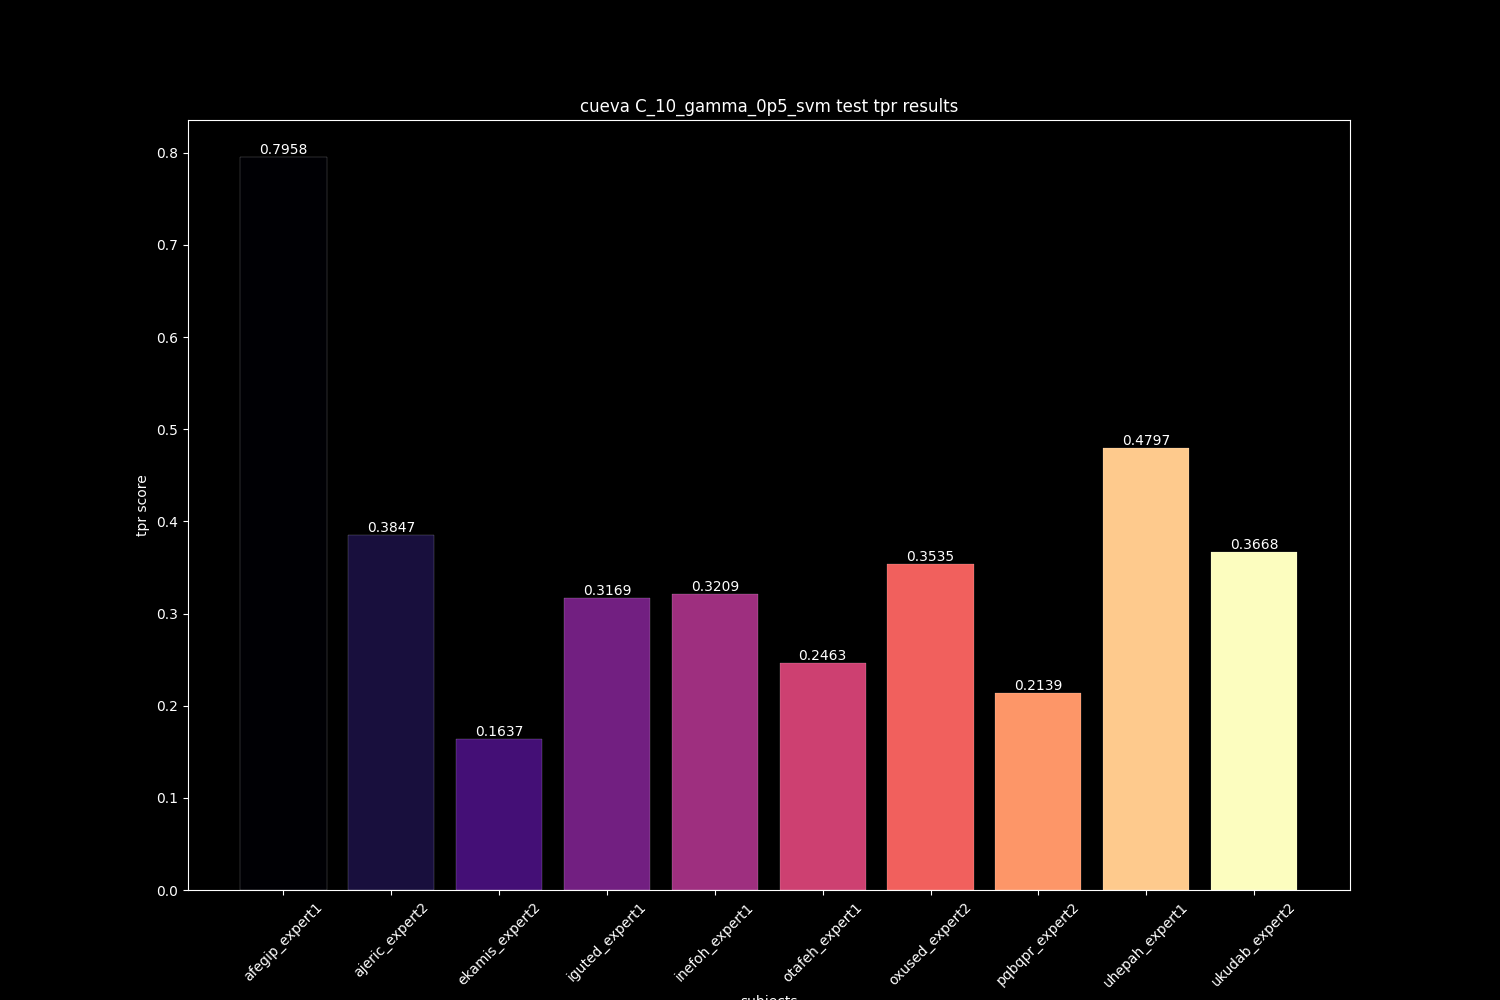 cueva C_10_gamma_0p5_svm test tpr results
0.8
0.7
0.6
0.5
0.4
0.3
0.2
0.1
0.0
tpr score
0.7958
0.3847
0.1637
0.3169
0.3209
0.2463
0.3535
0.2139
0.4797
0.3668
afegip_expert1
ajeric_expert2
ekamis_expert2
iguted_expert1
inefoh_expert1
otafeh_expert1
oxused_expert2
pqbqpr_expert2
uhepah_expert1
ukudab_expert2
subjects